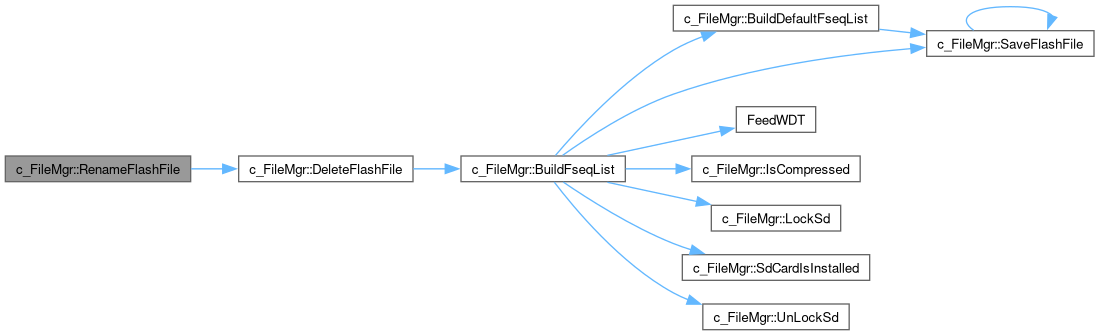 c_FileMgr::RenameFlashFile
c_FileMgr::DeleteFlashFile
c_FileMgr::BuildFseqList
c_FileMgr::BuildDefaultFseqList
c_FileMgr::SaveFlashFile
FeedWDT
c_FileMgr::IsCompressed
c_FileMgr::LockSd
c_FileMgr::SdCardIsInstalled
c_FileMgr::UnLockSd